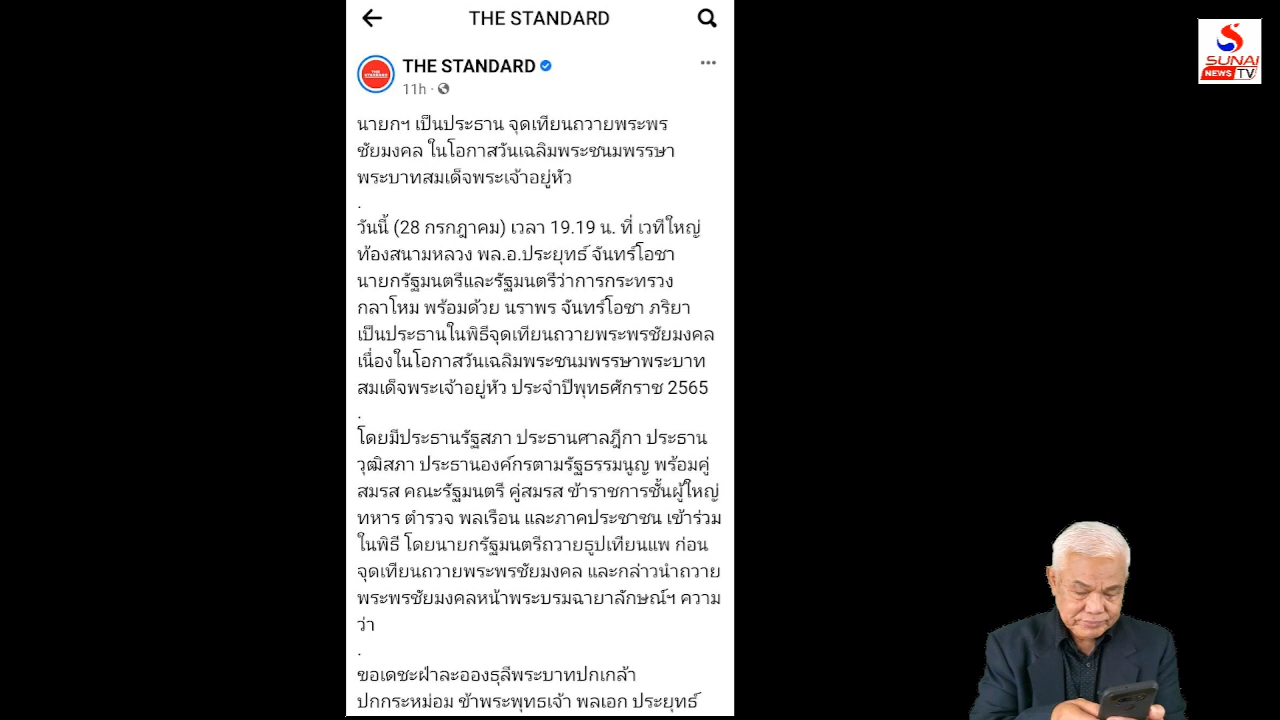 THE STANDARD
THE STANDARD
THE STANDARD
11h ·
นายกฯ เป็นประธาน จุดเทียนถวายพระพร
ชัยมงคล ในโอกาสวันเฉลิมพระชนมพรรษา
พระบาทสมเด็จพระเจ้าอยู่หัว
.
วันนี้ (28 กรกฎาคม) เวลา 19.19 น. ที่ เวทีใหญ่
ท้องสนามหลวง พล.อ.ประยุทธ์ จันทร์โอชา
นายกรัฐมนตรีและรัฐมนตรีว่าการกระทรวง
กลาโหม พร้อมด้วย นราพร จันทร์โอชา ภริยา
เป็นประธานในพิธีจุดเทียนถวายพระพรชัยมงคล
เนื่องในโอกาสวันเฉลิมพระชนมพรรษาพระบาท
สมเด็จพระเจ้าอยู่หัว ประจำปีพุทธศักราช 2565
.
โดยมีประธานรัฐสภา ประธานศาลฎีกา ประธาน
วุฒิสภา ประธานองค์กรตามรัฐธรรมนูญ พร้อมคู่
สมรส คณะรัฐมนตรี คู่สมรส ข้าราชการชั้นผู้ใหญ่
ทหาร ตำรวจ พลเรือน และภาคประชาชน เข้าร่วม
ในพิธี โดยนายกรัฐมนตรีถวายธูปเทียนแพ ก่อน
จุดเทียนถวายพระพรชัยมงคล และกล่าวนำถวาย
พระพรชัยมงคลหน้าพระบรมฉายาลักษณ์ฯ ความ
ว่า
.
ขอเดชะฝ่าละอองธุลีพระบาทปกเกล้า
ปกกระหม่อม ข้าพระพุทธเจ้า พลเอก ประยุทธ์
SUNAI
NEWS TV